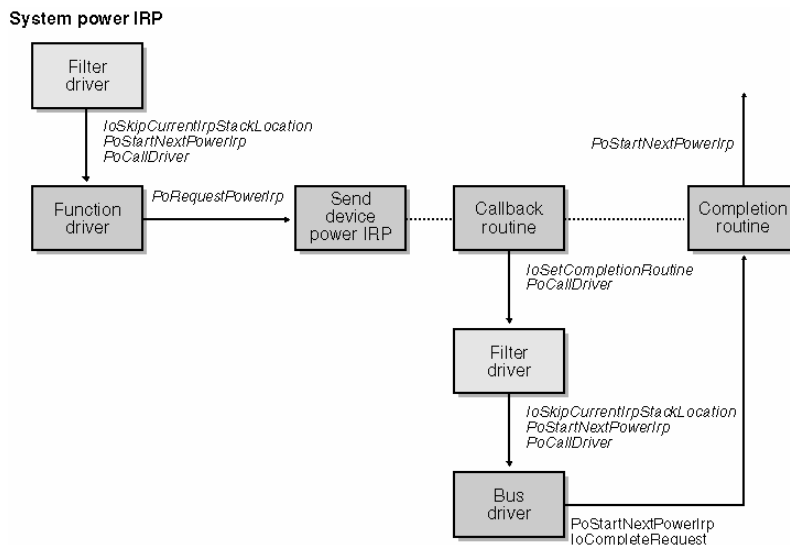 System power IRP
Filter
driver
IoSkipCurrentIrpStackLocation
PoStartNextPowerIrp
PoCallDriver
PoStartNextPowerIrp
Function
driver
PoRequestPowerIrp
Send
device
power IRP
Callback
routine
Completion
routine
IoSetCompletionRoutine
PoCallDriver
Filter
driver
IoSkipCurrentIrpStackLocation
PoStartNextPowerIrp
PoCallDriver
Bus
driver
PoStartNextPowerIrp
IoCompleteRequest